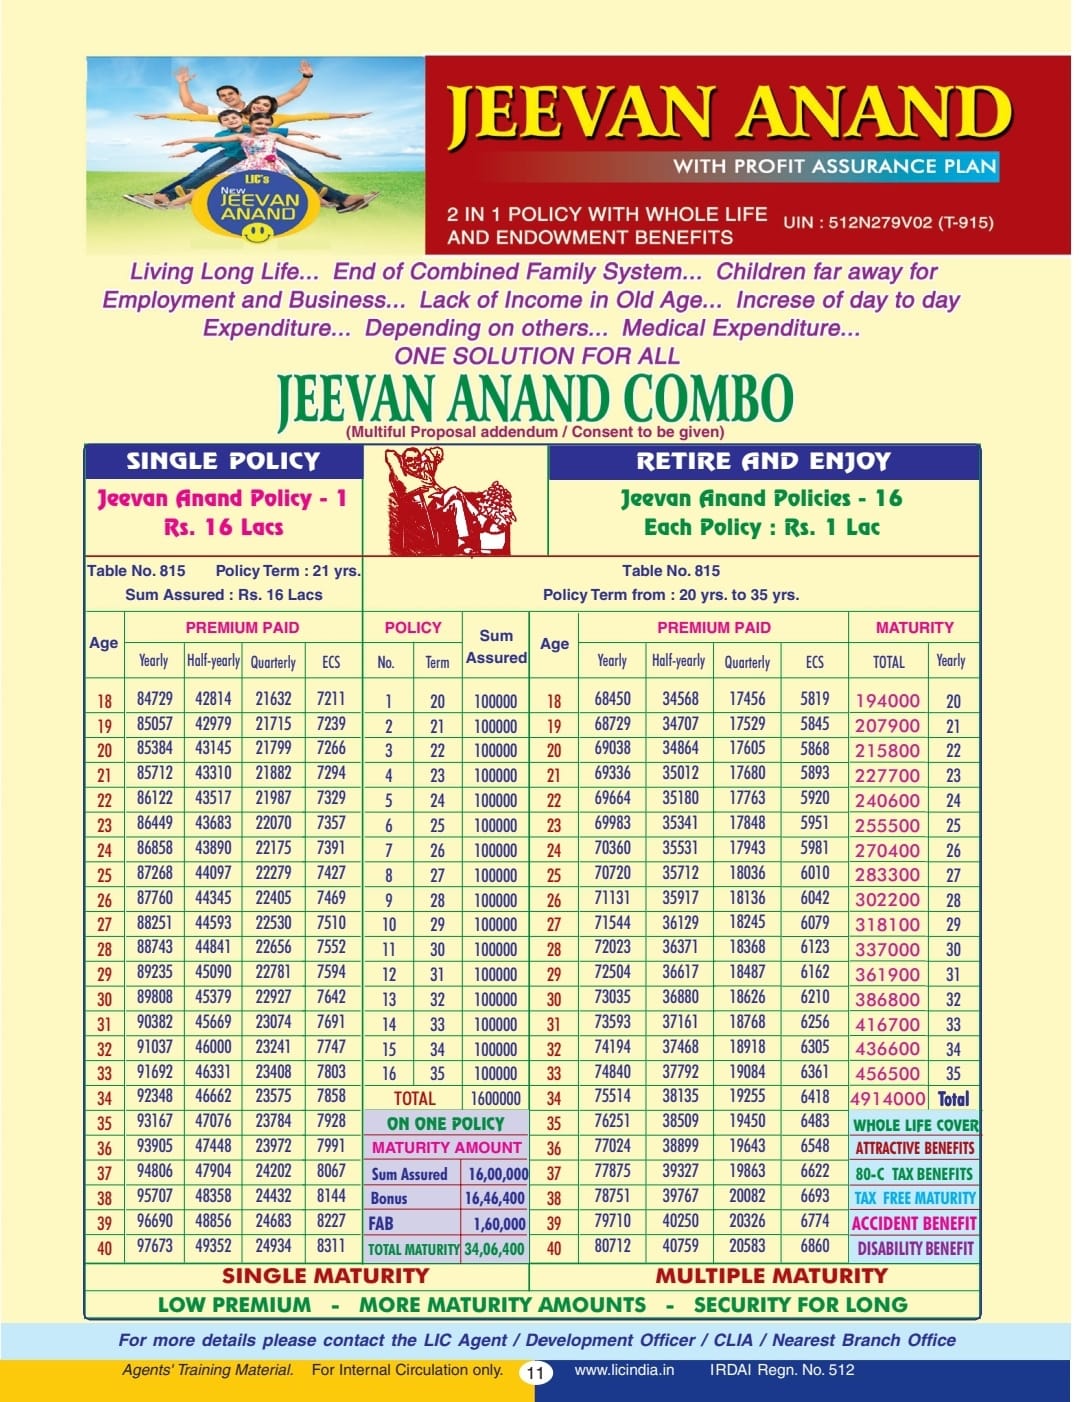 LIC's
New
JEEVAN
ANAND
JEEVAN ANAND
WITH PROFIT ASSURANCE PLAN
2 IN 1 POLICY WITH WHOLE LIFE
AND ENDOWMENT BENEFITS
UIN : 512N279V02 (T-915)
Living Long Life... End of Combined Family System... Children far away for
Employment and Business... Lack of Income in Old Age... Increse of day to day
Expenditure... Depending on others... Medical Expenditure...
ONE SOLUTION FOR ALL
JEEVAN ANAND COMBO
(Multiful Proposal addendum / Consent to be given)
SINGLE POLICY
Jeevan Anand Policy - 1
Rs. 16 Lacs
RETIRE AND ENJOY
Jeevan Anand Policies - 16
Each Policy : Rs. 1 Lac
Table No. 815 Policy Term : 21 yrs.
Sum Assured : Rs. 16 Lacs
Table No. 815
Policy Term from : 20 yrs. to 35 yrs.
Age PREMIUM PAID POLICY Sum Assured Age PREMIUM PAID MATURITY
Yearly Half-yearly Quarterly ECS No. Term Yearly Half-yearly Quarterly ECS TOTAL Yearly
18 84729 42814 21632 7211 1 20 100000 18 68450 34568 17456 5819 194000 20
19 85057 42979 21715 7239 2 21 100000 19 68729 34707 17529 5845 207900 21
20 85384 43145 21799 7266 3 22 100000 20 69038 34864 17605 5868 215800 22
21 85712 43310 21882 7294 4 23 100000 21 69336 35012 17680 5893 227700 23
22 86122 43517 21987 7329 5 24 100000 22 69664 35180 17763 5920 240600 24
23 86449 43683 22070 7357 6 25 100000 23 69983 35341 17848 5951 255500 25
24 86858 43890 22175 7391 7 26 100000 24 70360 35531 17943 5981 270400 26
25 87268 44097 22279 7427 8 27 100000 25 70720 35712 18036 6010 283300 27
26 87760 44345 22405 7469 9 28 100000 26 71131 35917 18136 6042 302200 28
27 88251 44593 22530 7510 10 29 100000 27 71544 36129 18245 6079 318100 29
28 88743 44841 22656 7552 11 30 100000 28 72023 36371 18368 6123 337000 30
29 89235 45090 22781 7594 12 31 100000 29 72504 36617 18487 6162 361900 31
30 89808 45379 22927 7642 13 32 100000 30 73035 36880 18626 6210 386800 32
31 90382 45669 23074 7691 14 33 100000 31 73593 37161 18768 6256 416700 33
32 91037 46000 23241 7747 15 34 100000 32 74194 37468 18918 6305 436600 34
33 91692 46331 23408 7803 16 35 100000 33 74840 37792 19084 6361 456500 35
34 92348 46662 23575 7858 TOTAL 1600000 34 75514 38135 19255 6418 4914000 Total
35 93167 47076 23784 7928 ON ONE POLICY 35 76251 38509 19450 6483 WHOLE LIFE COVER
36 93905 47448 23972 7991 MATURITY AMOUNT 36 77024 38899 19643 6548 ATTRACTIVE BENEFITS
37 94806 47904 24202 8067 Sum Assured 16,00,000 37 77875 39327 19863 6622 80-C TAX BENEFITS
38 95707 48358 24432 8144 Bonus 16,46,400 38 78751 39767 20082 6693 TAX FREE MATURITY
39 96690 48856 24683 8227 FAB 1,60,000 39 79710 40250 20326 6774 ACCIDENT BENEFIT
40 97673 49352 24934 8311 TOTAL MATURITY 34,06,400 40 80712 40759 20583 6860 DISABILITY BENEFIT
SINGLE MATURITY MULTIPLE MATURITY
LOW PREMIUM - MORE MATURITY AMOUNTS - SECURITY FOR LONG
For more details please contact the LIC Agent / Development Officer / CLIA / Nearest Branch Office
Agents' Training Material. For Internal Circulation only. 11 www.licindia.in IRDAI Regn. No. 512